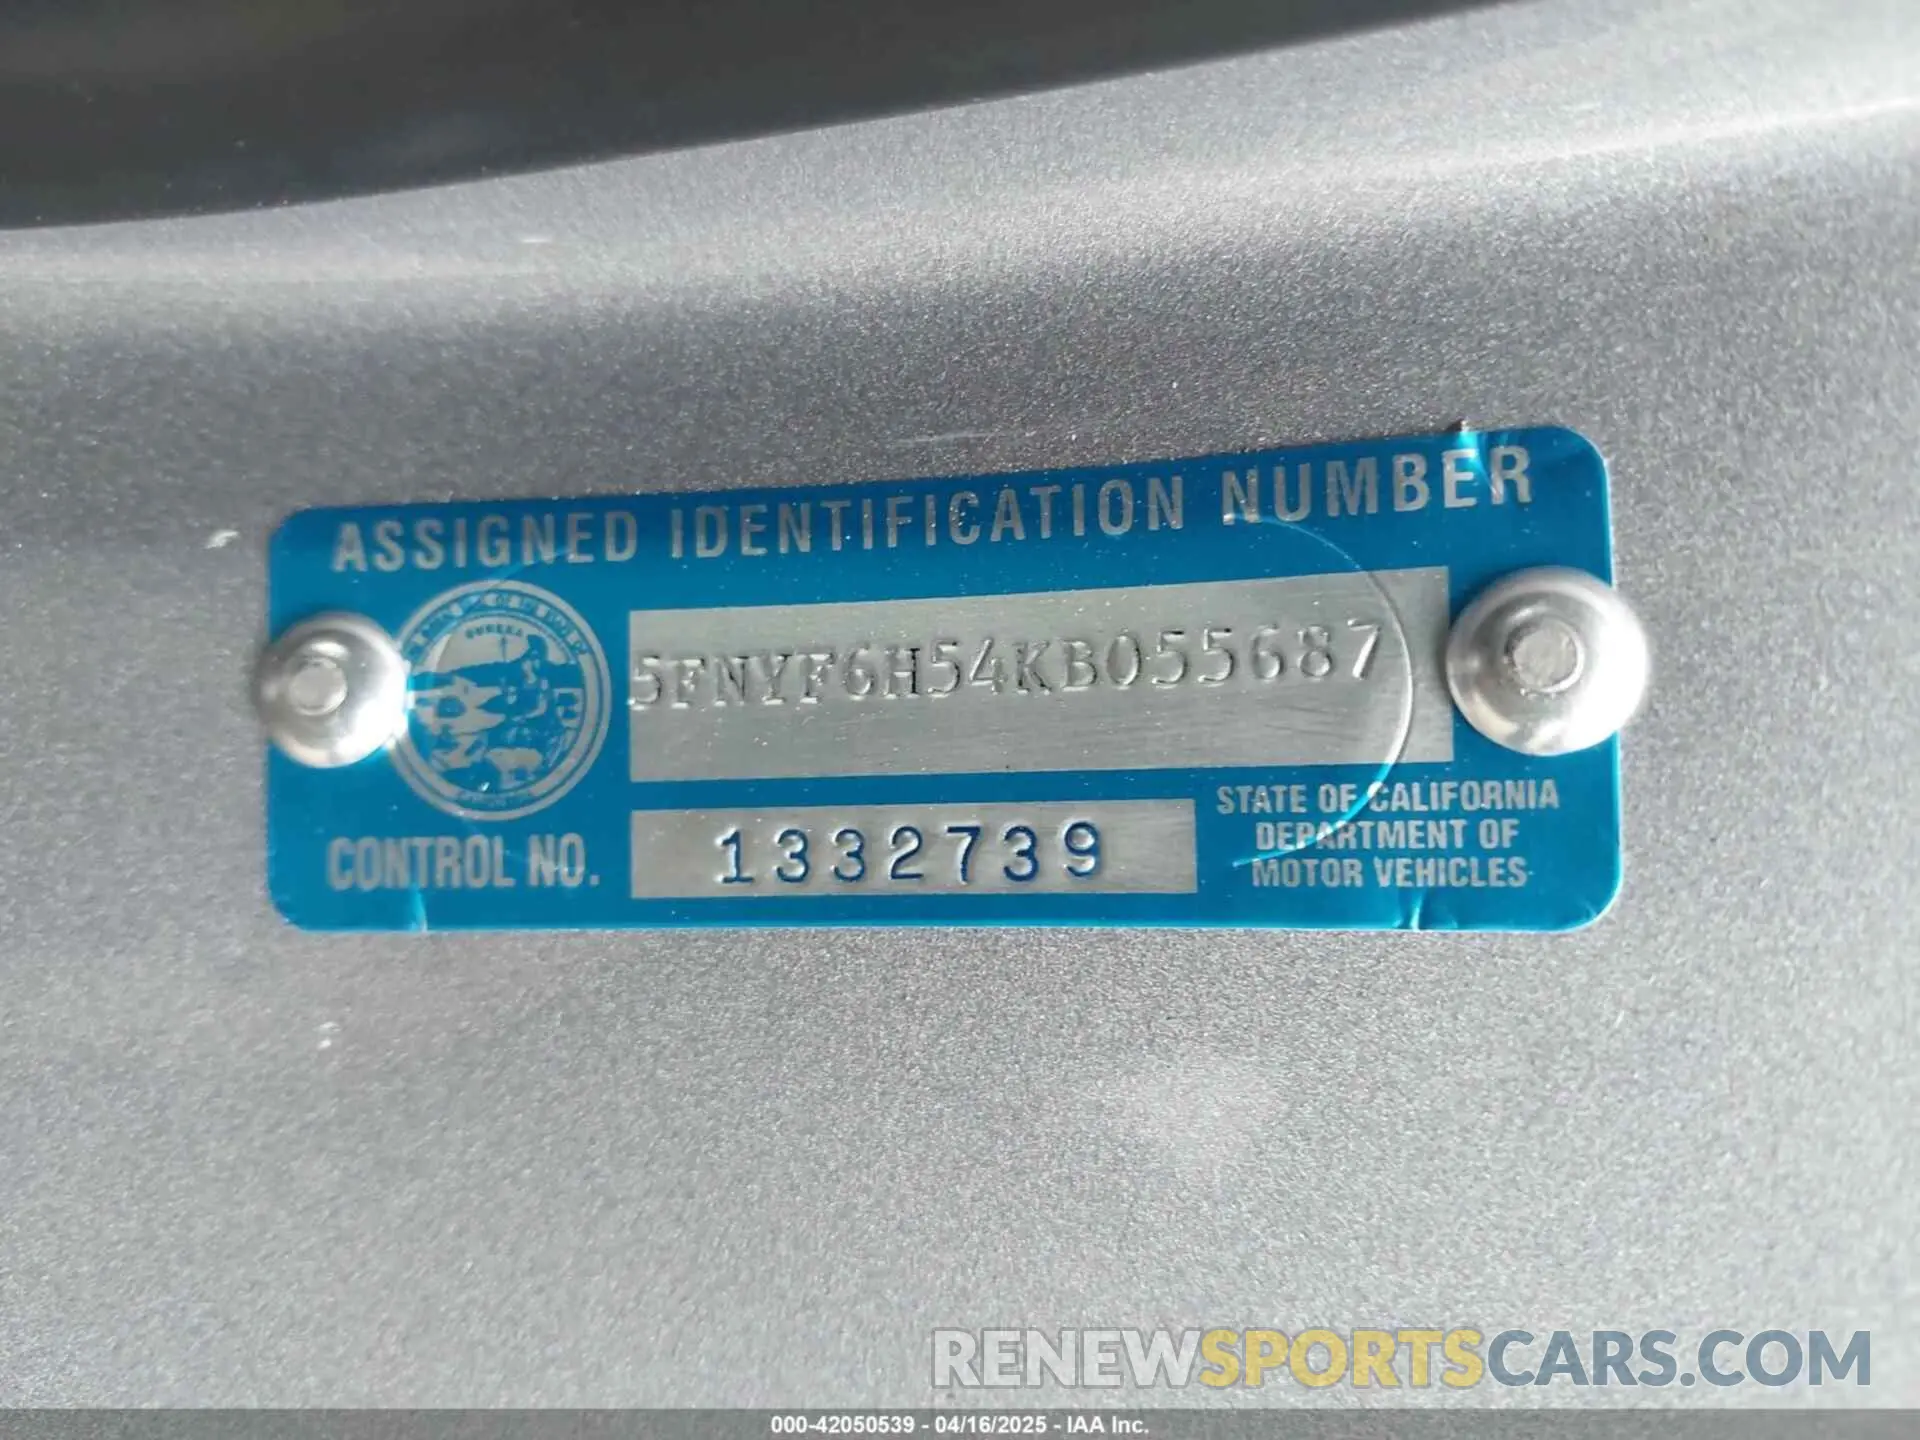 ASSIGNED IDENTIFICATION NUMBER
EUREKA
5FNYF6H54KB055687
CONTROL NO.
1332739
STATE OF CALIFORNIA
DEPARTMENT OF
MOTOR VEHICLES
RENEWSPORTSCARS.COM
000-42050539 - 04/16/2025 - IAA Inc.